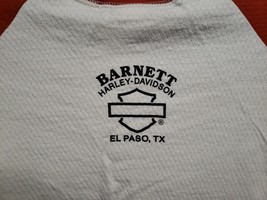 BARNETT
HARLEY-DAVIDSON
®
EL PASO, TX